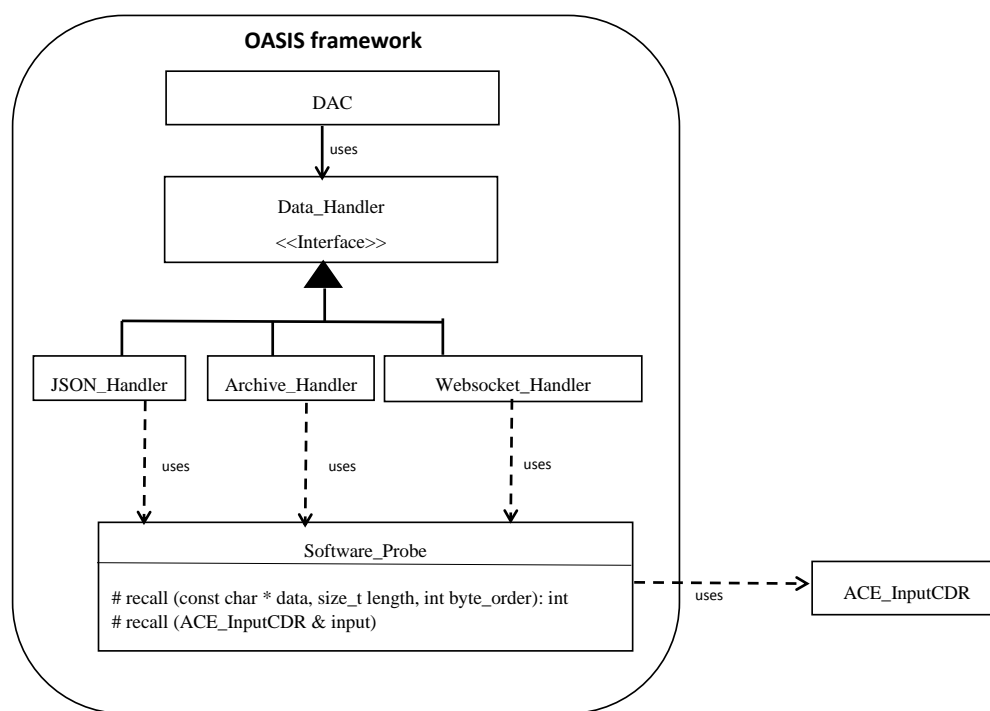 OASIS framework
DAC
uses
Data_Handler
<<Interface>>
JSON_Handler
Archive_Handler
Websocket_Handler
uses
uses
uses
Software_Probe
# recall (const char * data, size_t length, int byte_order): int
# recall (ACE_InputCDR & input)
uses
ACE_InputCDR